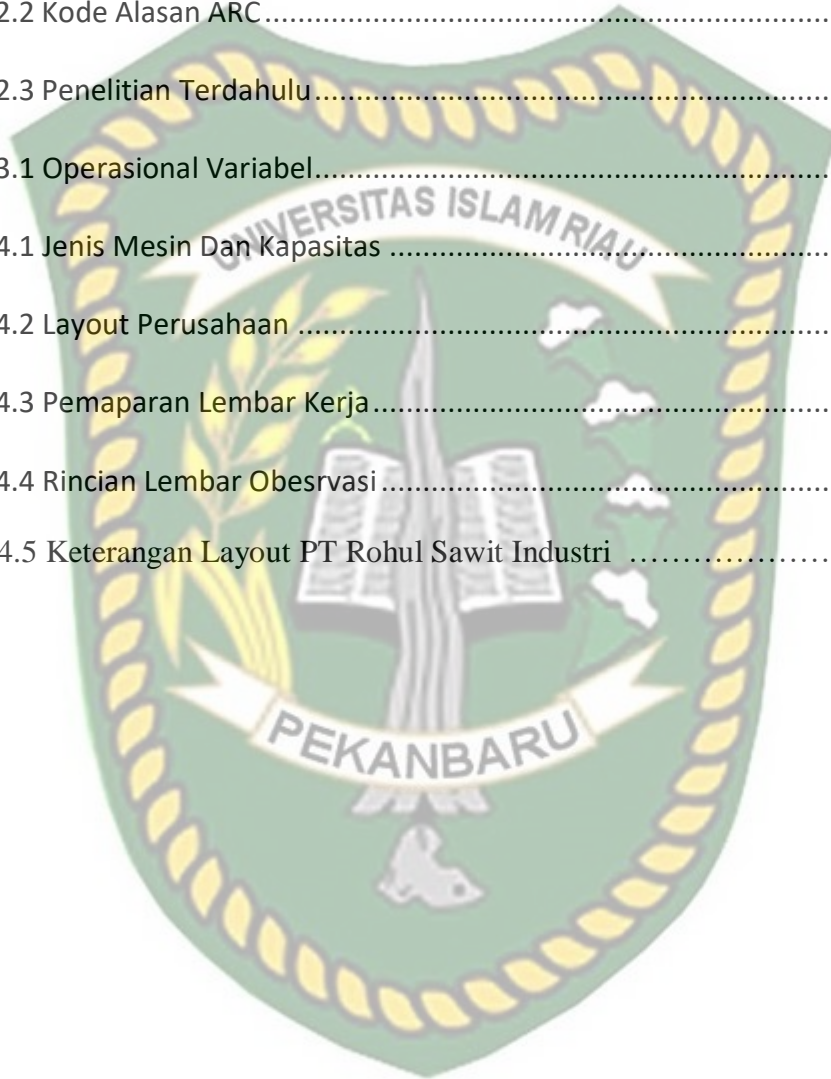 2.2 Kode Alasan ARC........................................................................
2.3 Penelitian Terdahulu.................................................................
3.1 Operasional Variabel.................................................................
UNIVERSITAS ISLAM RIAU
4.1 Jenis Mesin Dan Kapasitas .......................................................
4.2 Layout Perusahaan ....................................................................
4.3 Pemaparan Lembar Kerja..........................................................
4.4 Rincian Lembar Obesrvasi........................................................
4.5 Keterangan Layout PT Rohul Sawit Industri ......................
PEKANBARU